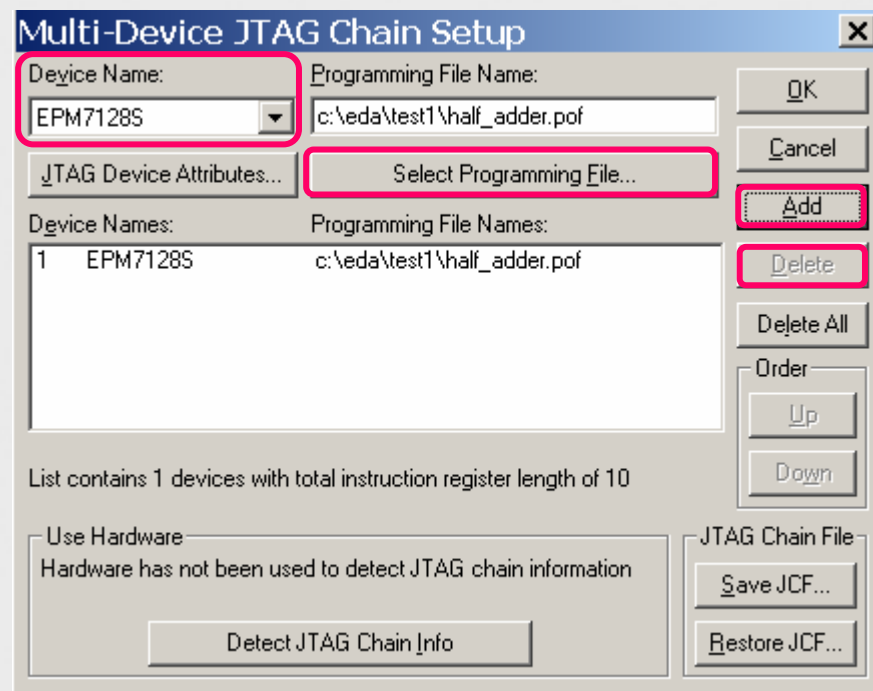 Multi-Device JTAG Chain Setup
Device Name:
Programming File Name:
OK
EPM7128S
c:\eda\test1\half_adder.pof
Cancel
JTAG Device Attributes...
Select Programming File...
Add
Device Names:
Programming File Names:
1 EPM7128S c:\eda\test1\half_adder.pof
Delete
Delete All
Order
Up
Down
List contains 1 devices with total instruction register length of 10
Use Hardware
Hardware has not been used to detect JTAG chain information
Detect JTAG Chain Info
JTAG Chain File
Save JCF...
Restore JCF...